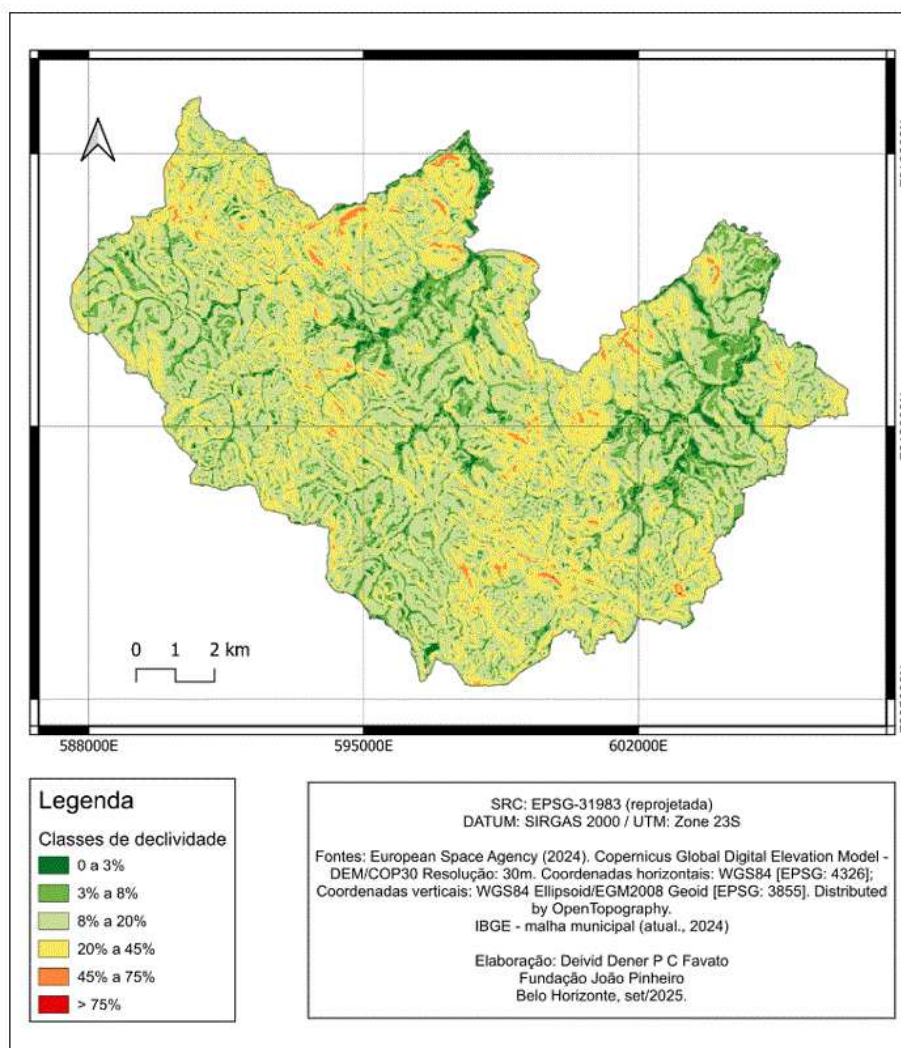 0 1 2 km
588000E 595000E 602000E
Legenda
Classes de declividade
0 a 3%
3% a 8%
8% a 20%
20% a 45%
45% a 75%
> 75%
SRC: EPSG-31983 (reprojetada)
DATUM: SIRGAS 2000 / UTM: Zone 23S
Fontes: European Space Agency (2024). Copernicus Global Digital Elevation Model -
DEM/COP30 Resolução: 30m. Coordenadas horizontais: WGS84 [EPSG: 4326];
Coordenadas verticais: WGS84 Ellipsoid/EGM2008 Geoid [EPSG: 3855]. Distributed
by OpenTopography.
IBGE - malha municipal (atual., 2024)
Elaboração: Deivid Dener P C Favato
Fundação João Pinheiro
Belo Horizonte, set/2025.